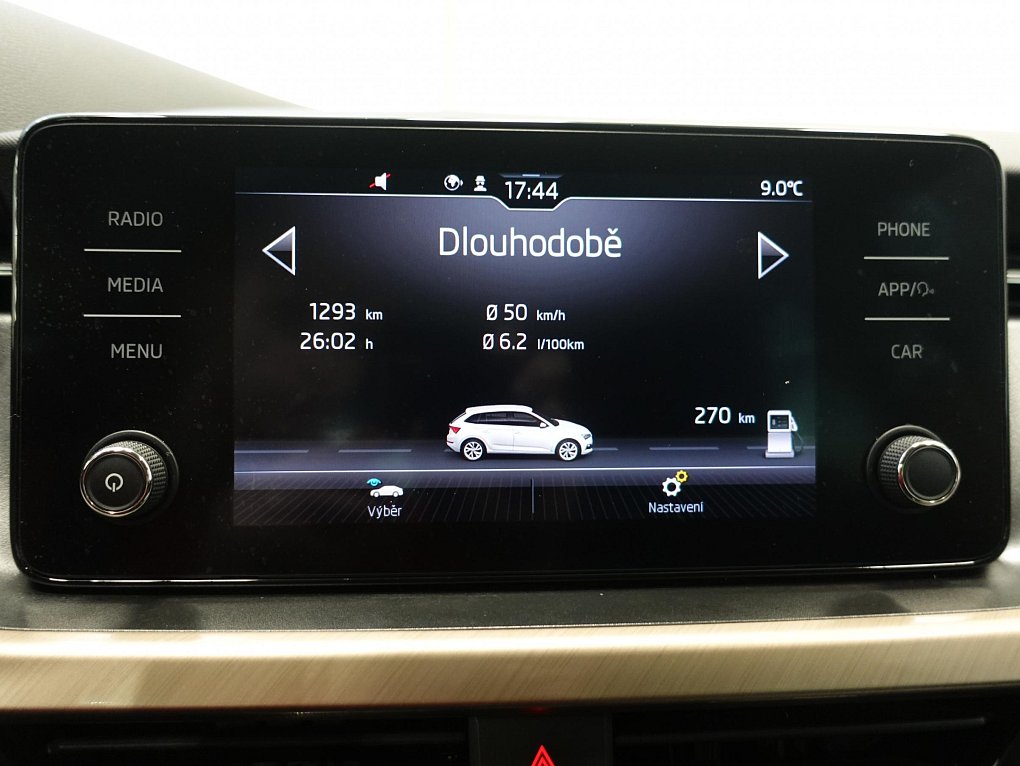 17:44
9.0°C
RADIO
MEDIA
MENU
Dlouhodobě
1293 km
Ø 50 km/h
26:02 h
Ø 6.2 l/100km
270 km
Výběr
Nastavení
PHONE
APP/
CAR